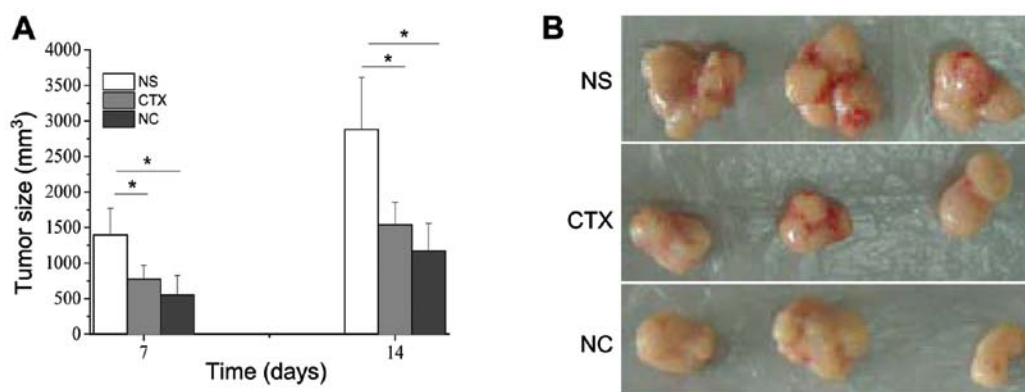 A
Tumor size (mm³)
4000
3500
3000
2500
2000
1500
1000
500
0
NS
CTX
NC
*
*
*
*
7
14
Time (days)
B
NS
CTX
NC